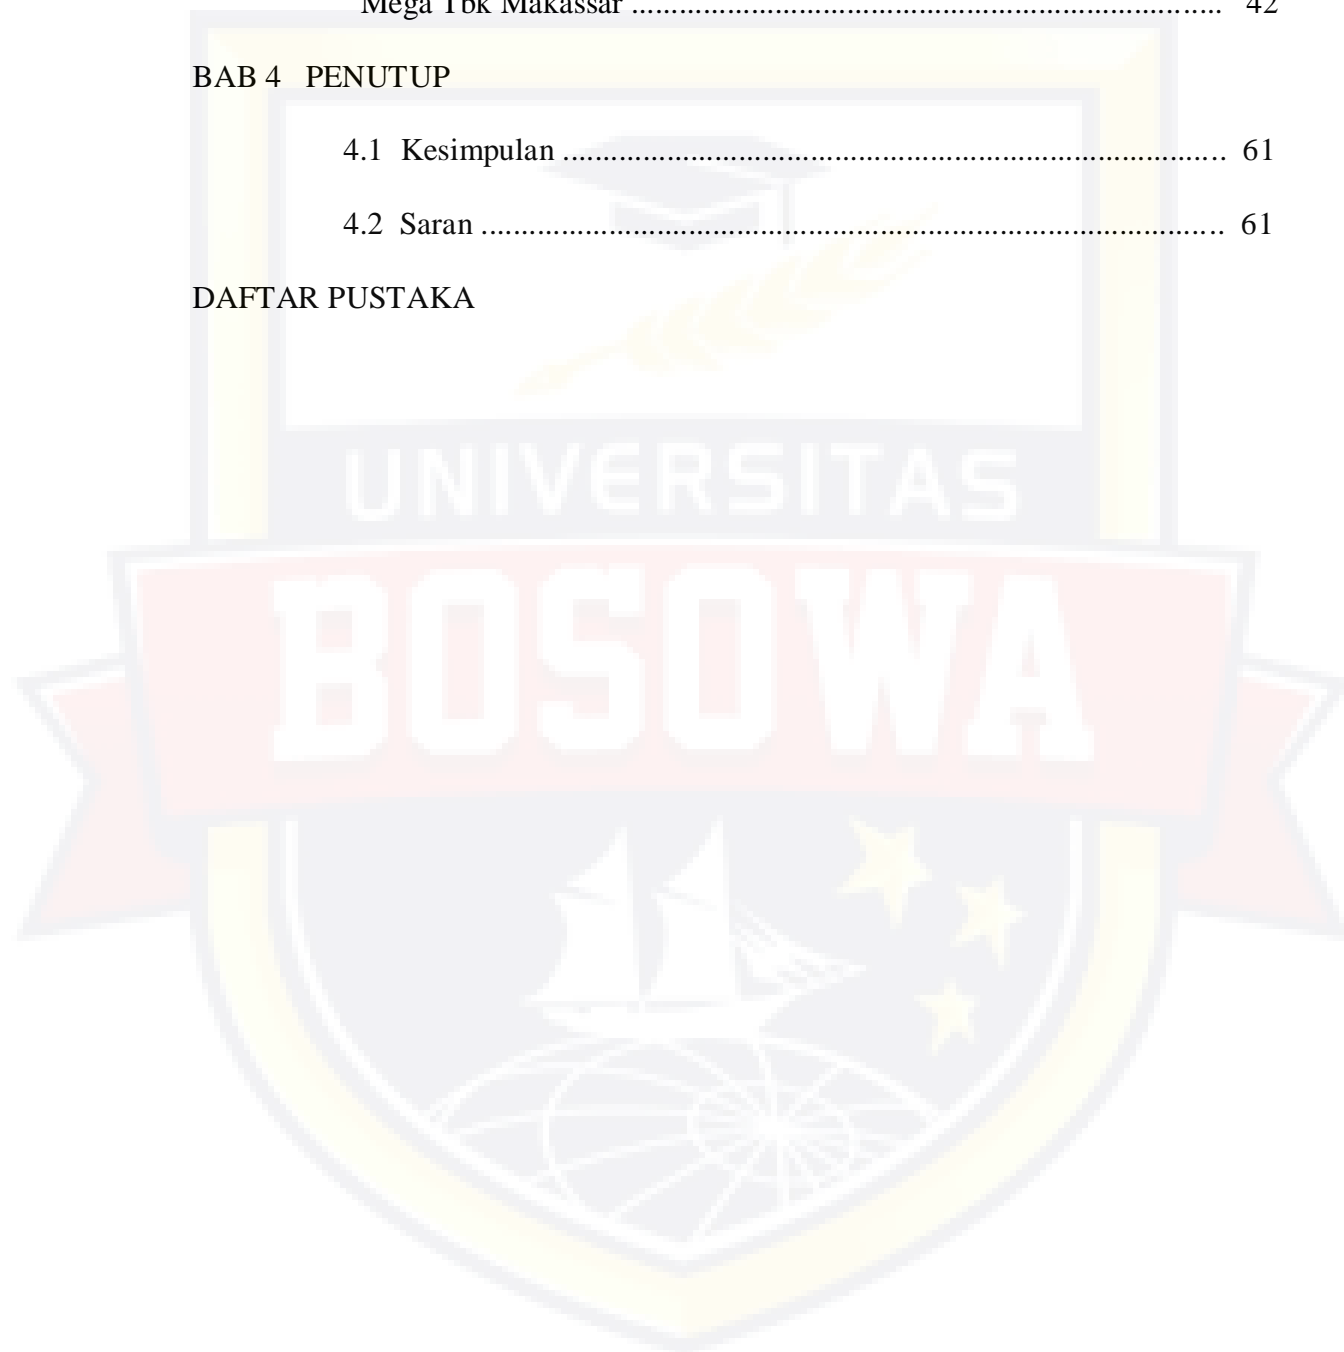 Mega Tbk Makassar ........................................................................ 42
BAB 4 PENUTUP
4.1 Kesimpulan ................................................................................ 61
4.2 Saran .......................................................................................... 61
DAFTAR PUSTAKA
UNIVERSITAS
BOSOWA